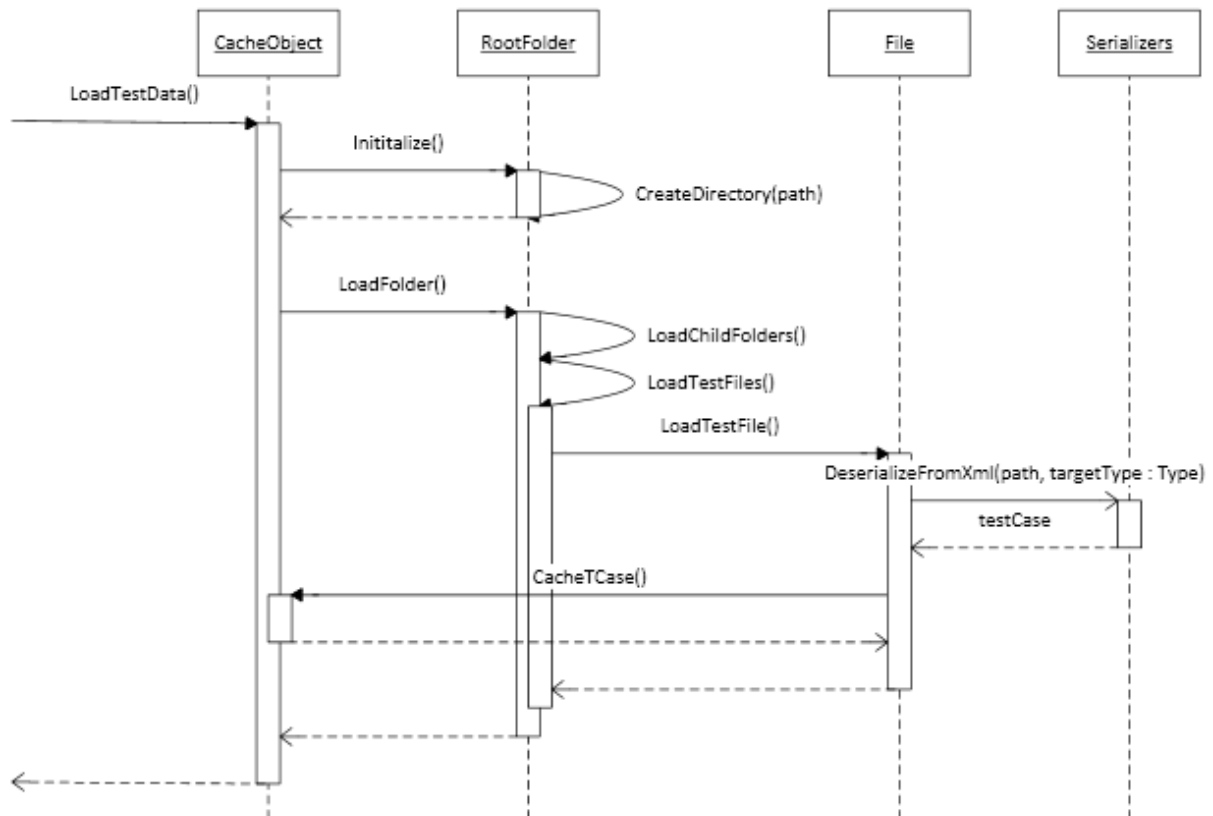 CacheObject
RootFolder
File
Serializers
LoadTestData()
Inititalize()
CreateDirectory(path)
LoadFolder()
LoadChildFolders()
LoadTestFiles()
LoadTestFile()
DeserializeFromXml(path, targetType : Type)
testCase
CacheTCase()